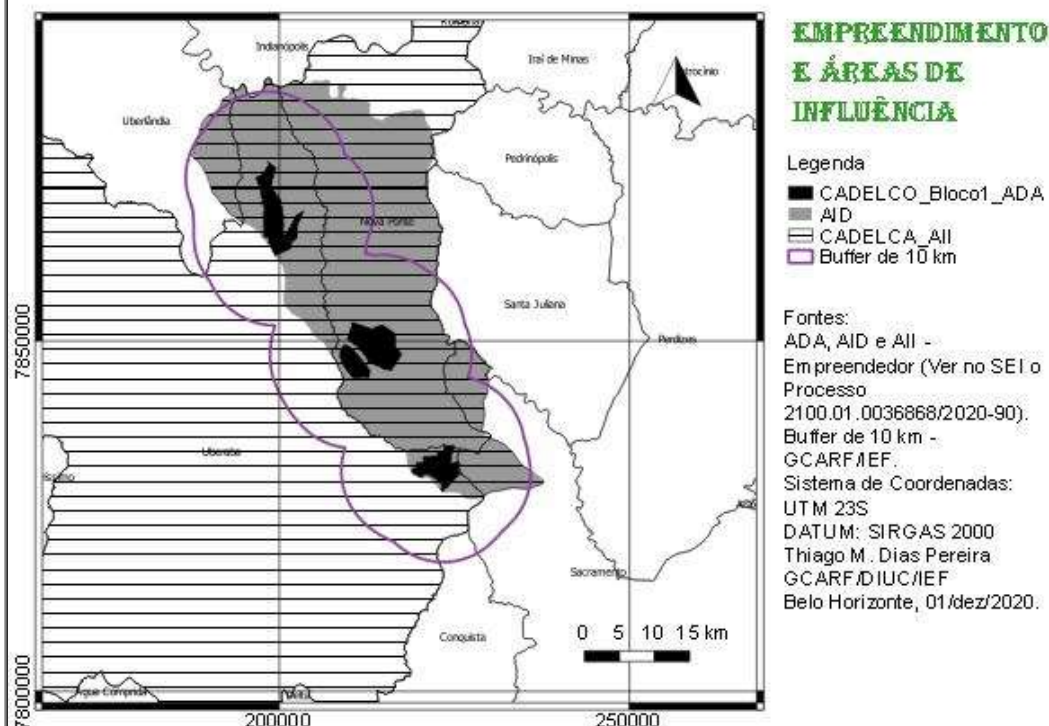 EMPREENDIMENTO
E ÁREAS DE
INFLUÊNCIA
Legenda
CADELCO_Bloco1_ADA
AID
CADELCA_AII
Buffer de 10 km
Fontes:
ADA, AID e AII -
Empreendedor (Ver no SEI o
Processo
2100.01.0036868/2020-90).
Buffer de 10 km -
GCARF/IEF.
Sistema de Coordenadas:
UTM 23S
DATUM: SIRGAS 2000
Thiago M. Dias Pereira
GCARF/DIUC/IEF
Belo Horizonte, 01/dez/2020.
Indianópolis
Iraí de Minas
trocínio
Uberlândia
Pedrinópolis
Nova Ponte
Santa Juliana
Perdizes
Uberaba
Sacramento
Conquista
Água Comprida
0 5 10 15 km
7850000
7800000
200000
250000